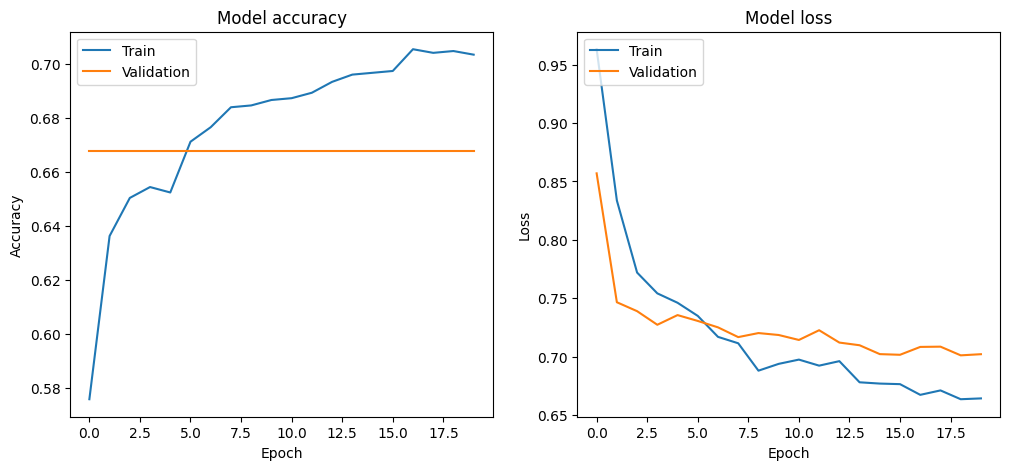 Model accuracy
Train
Validation
0.70
0.68
0.66
0.64
0.62
0.60
0.58
Accuracy
0.0 2.5 5.0 7.5 10.0 12.5 15.0 17.5
Epoch
Model loss
Train
Validation
0.95
0.90
0.85
0.80
0.75
0.70
0.65
Loss
0.0 2.5 5.0 7.5 10.0 12.5 15.0 17.5
Epoch